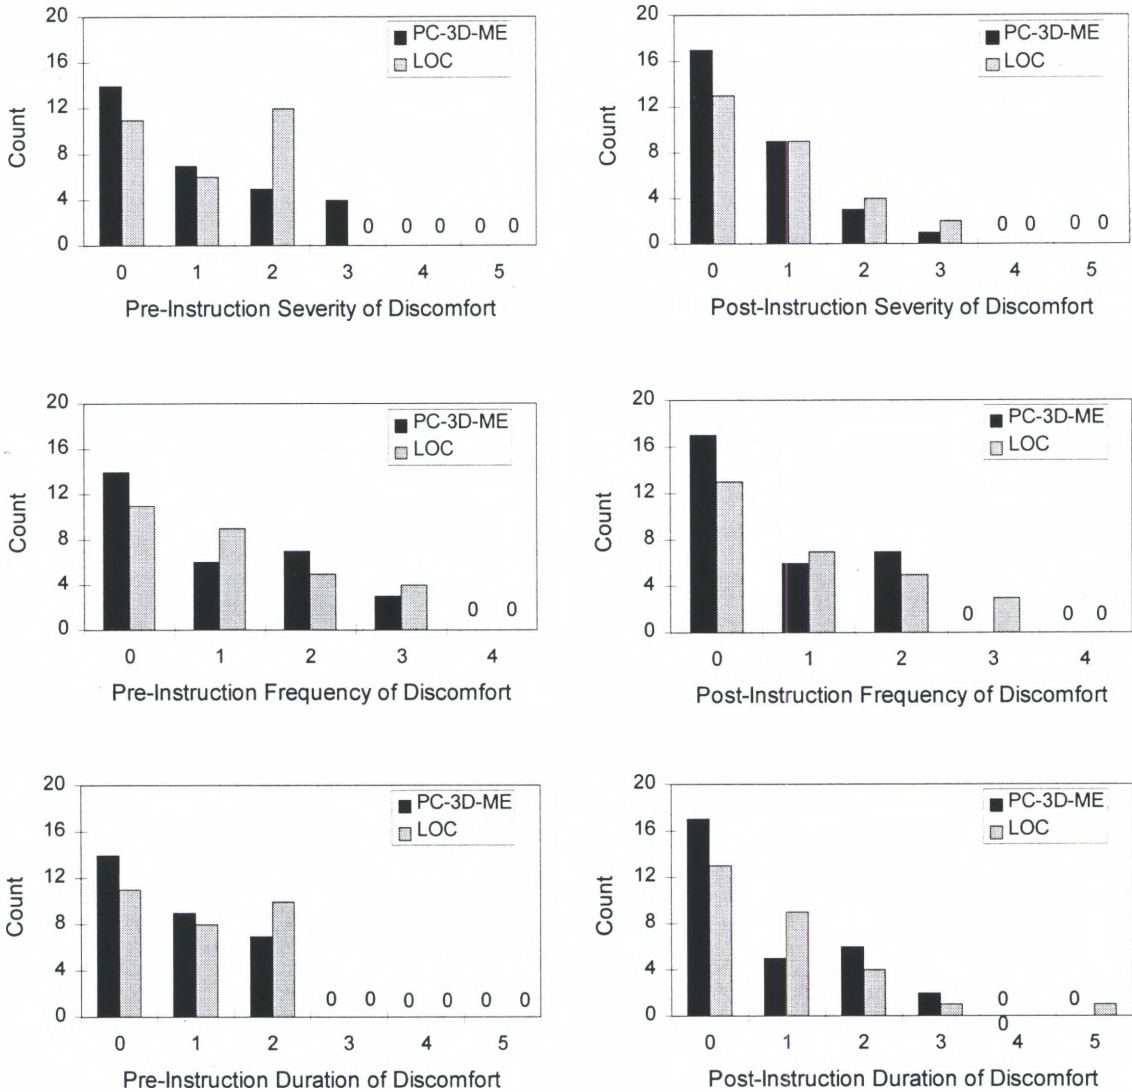 20
16
12
8
4
0
Count
PC-3D-ME
LOC
0 0 0 0 0
0 1 2 3 4 5
Pre-Instruction Severity of Discomfort
20
16
12
8
4
0
Count
PC-3D-ME
LOC
0 0 0 0
0 1 2 3 4 5
Post-Instruction Severity of Discomfort
20
16
12
8
4
0
Count
PC-3D-ME
LOC
0 0
0 1 2 3 4
Pre-Instruction Frequency of Discomfort
20
16
12
8
4
0
Count
PC-3D-ME
LOC
0 0 0
0 1 2 3 4
Post-Instruction Frequency of Discomfort
20
16
12
8
4
0
Count
PC-3D-ME
LOC
0 0 0 0 0 0
0 1 2 3 4 5
Pre-Instruction Duration of Discomfort
20
16
12
8
4
0
Count
PC-3D-ME
LOC
0 0
0
0 1 2 3 4 5
Post-Instruction Duration of Discomfort